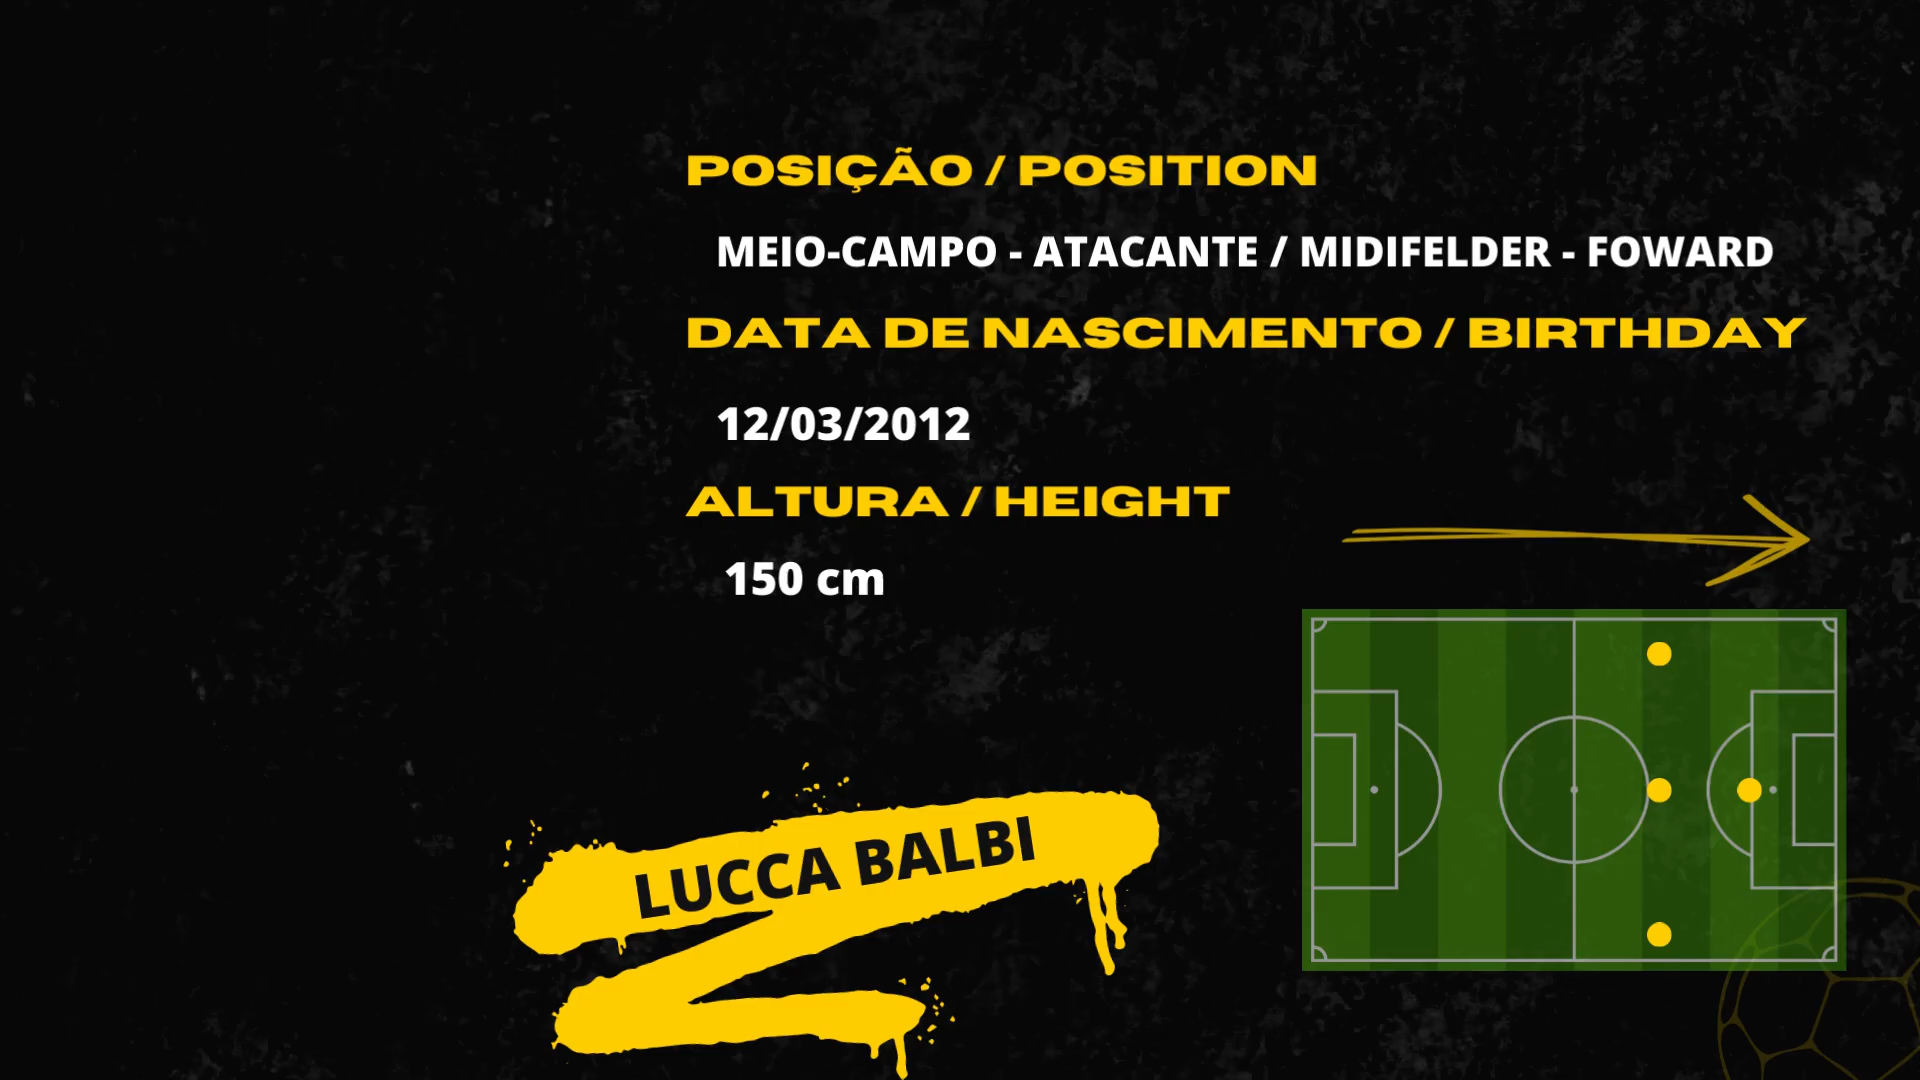 POSIÇÃO / POSITION
MEIO-CAMPO - ATACANTE / MIDIFELDER - FOWARD
DATA DE NASCIMENTO / BIRTHDAY
12/03/2012
ALTURA / HEIGHT
150 cm
LUCCA BALBI